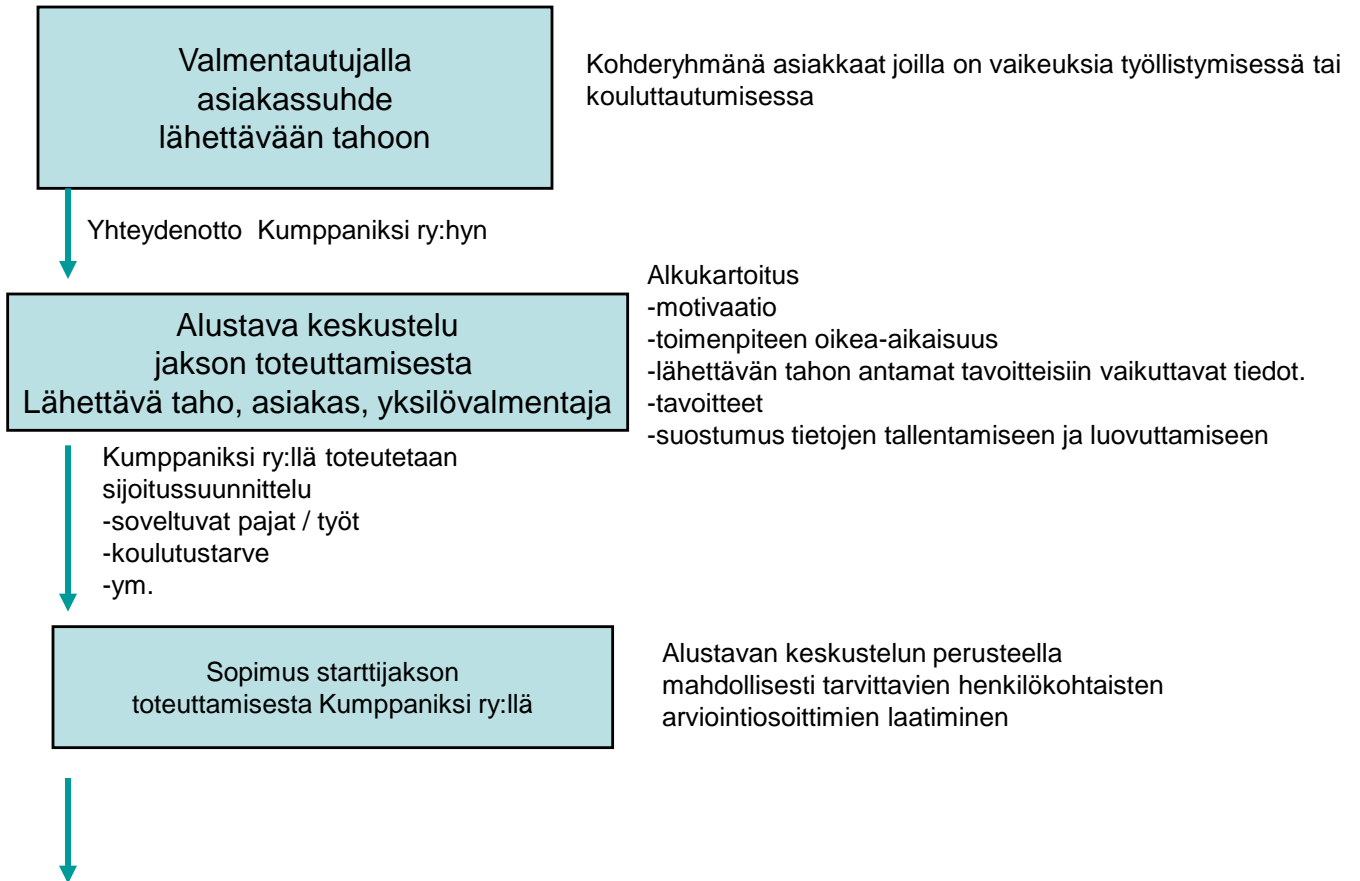 Valmentautujalla
asiakassuhde
lähettävään tahoon
Kohderyhmänä asiakkaat joilla on vaikeuksia työllistymisessä tai
kouluttautumisessa
Yhteydenotto Kumppaniksi ry:hyn
Alustava keskustelu
jakson toteuttamisesta
Lähettävä taho, asiakas, yksilövalmentaja
Alkukartoitus
-motivaatio
-toimenpiteen oikea-aikaisuus
-lähettävän tahon antamat tavoitteisiin vaikuttavat tiedot.
-tavoitteet
-suostumus tietojen tallentamiseen ja luovuttamiseen
Kumppaniksi ry:llä toteutetaan
sijoitussuunnittelu
-soveltuvat pajat / työt
-koulutustarve
-ym.
Sopimus starttijakson
toteuttamisesta Kumppaniksi ry:llä
Alustavan keskustelun perusteella
mahdollisesti tarvittavien henkilökohtaisten
arviointiosoittimien laatiminen